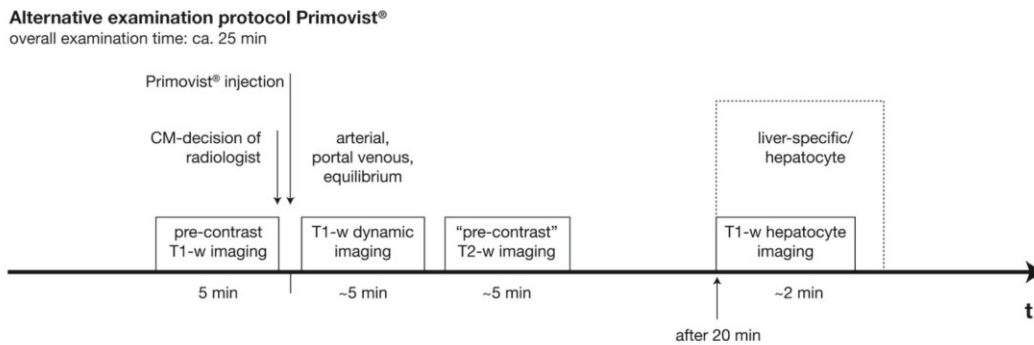 Alternative examination protocol Primovist®
overall examination time: ca. 25 min
Primovist® injection
CM-decision of
radiologist
arterial,
portal venous,
equilibrium
liver-specific/
hepatocyte
pre-contrast
T1-w imaging
T1-w dynamic
imaging
“pre-contrast”
T2-w imaging
T1-w hepatocyte
imaging
5 min
~5 min
~5 min
~2 min
t
after 20 min